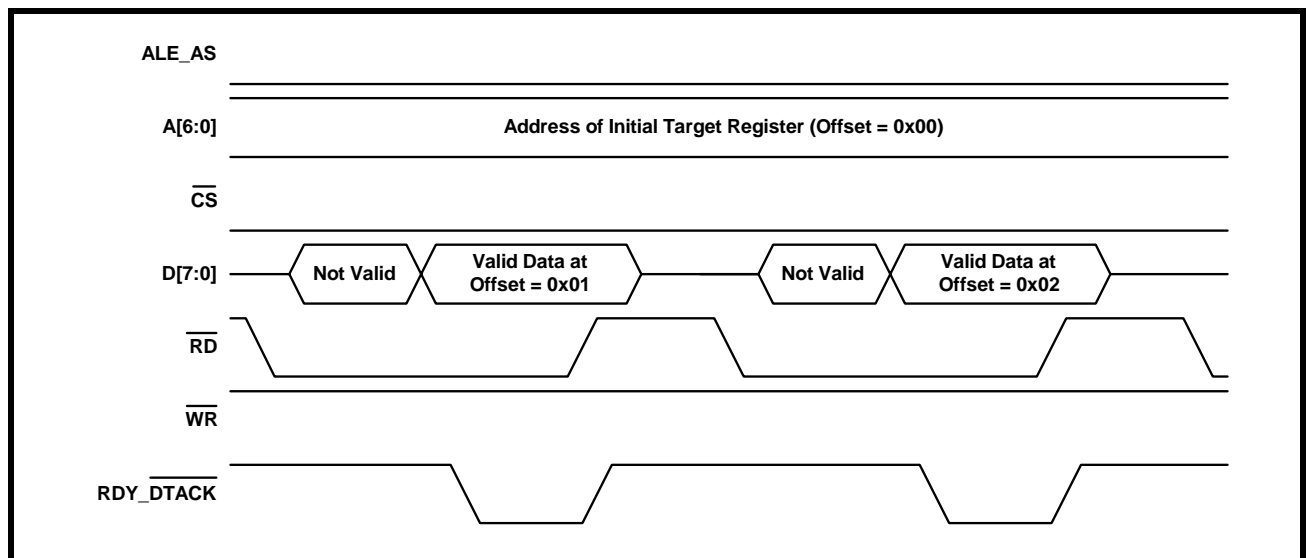 ALE_AS
A[6:0]
Address of Initial Target Register (Offset = 0x00)
CS
D[7:0]
Not Valid
Valid Data at
Offset = 0x01
Not Valid
Valid Data at
Offset = 0x02
RD
WR
RDY_DTACK